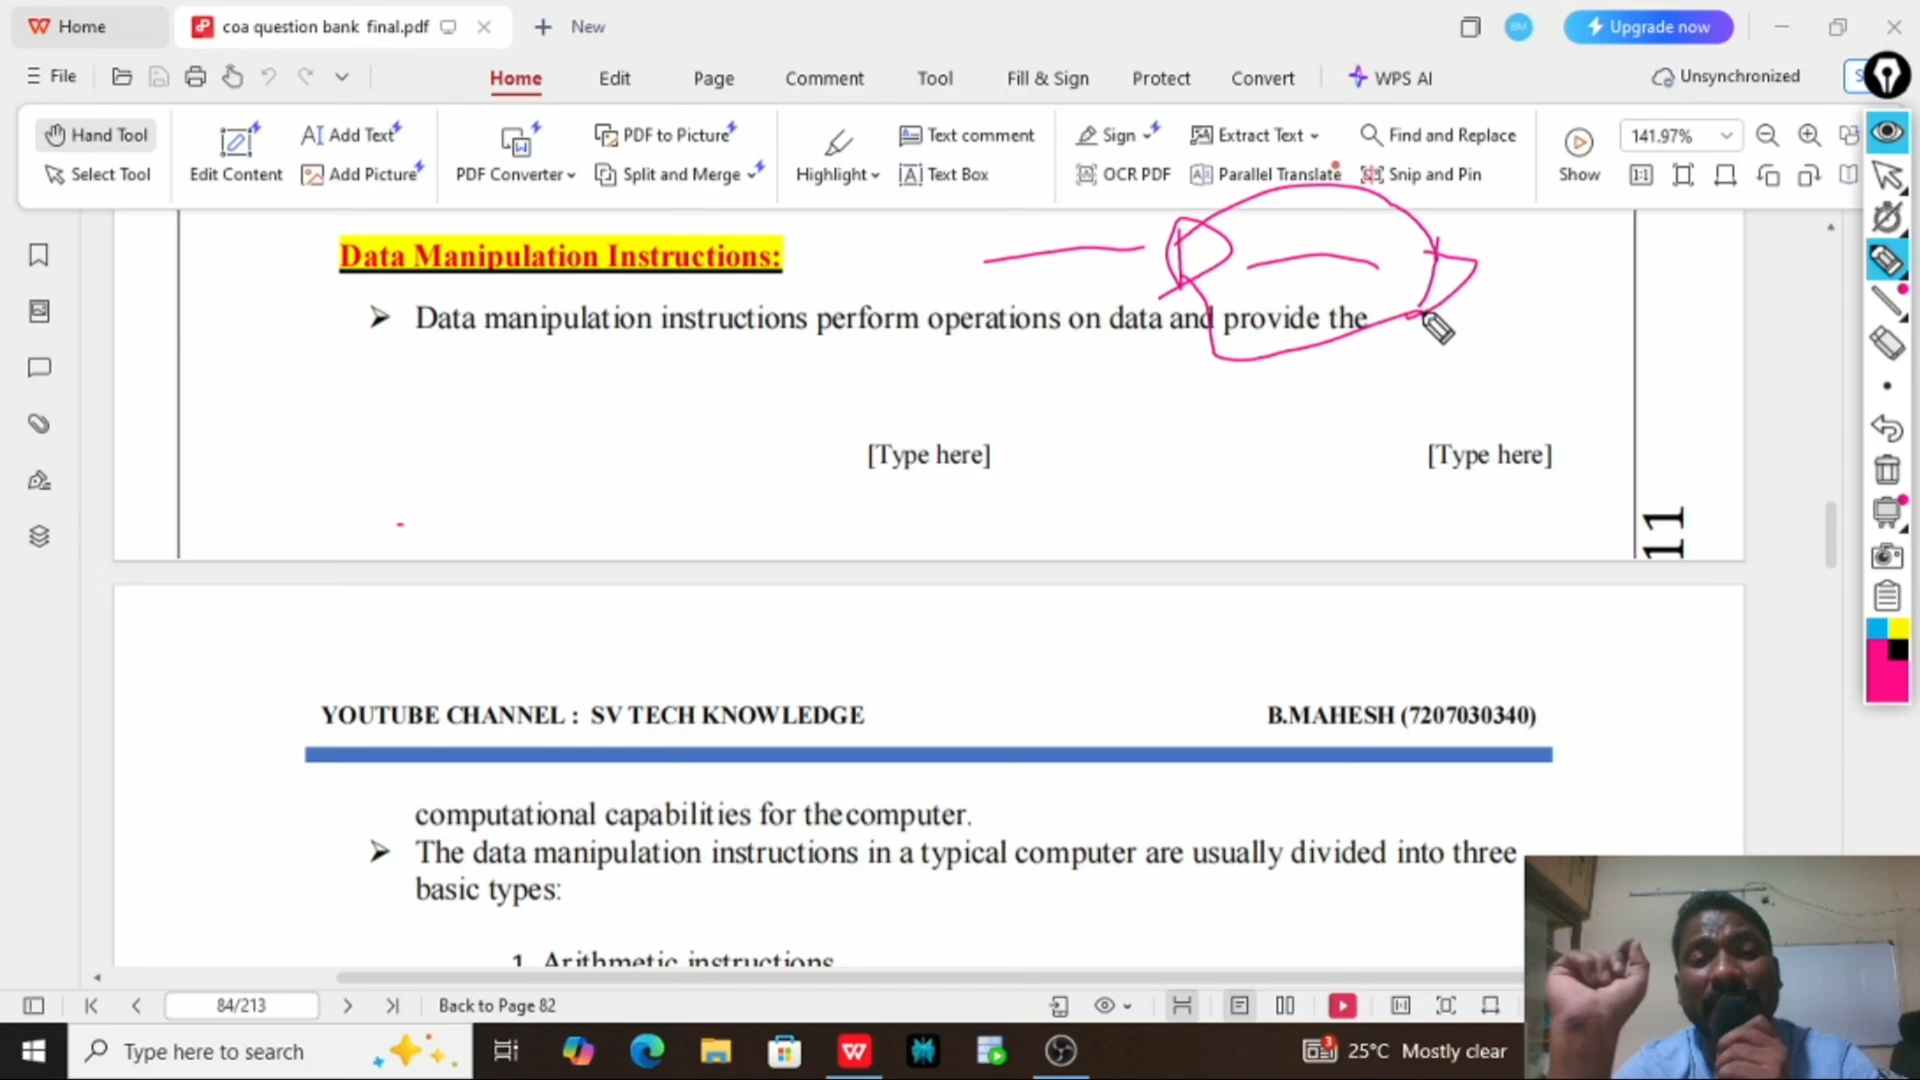 Home
coa question bank final.pdf
New
Upgrade now
File
Home
Edit
Page
Comment
Tool
Fill & Sign
Protect
Convert
WPS AI
Unsynchronized
Hand Tool
Select Tool
Edit Content
Add Text
Add Picture
PDF Converter
PDF to Picture
Split and Merge
Highlight
Text comment
Text Box
Sign
OCR PDF
Extract Text
Parallel Translate
Find and Replace
Snip and Pin
Show
141.97%
Data Manipulation Instructions:
➢ Data manipulation instructions perform operations on data and provide the
[Type here] [Type here]
11
YOUTUBE CHANNEL : SV TECH KNOWLEDGE B.MAHESH (7207030340)
computational capabilities for the computer.
➢ The data manipulation instructions in a typical computer are usually divided into three
basic types:
1. Arithmetic instructions
84/213
Back to Page 82
Type here to search
3
25°C Mostly clear